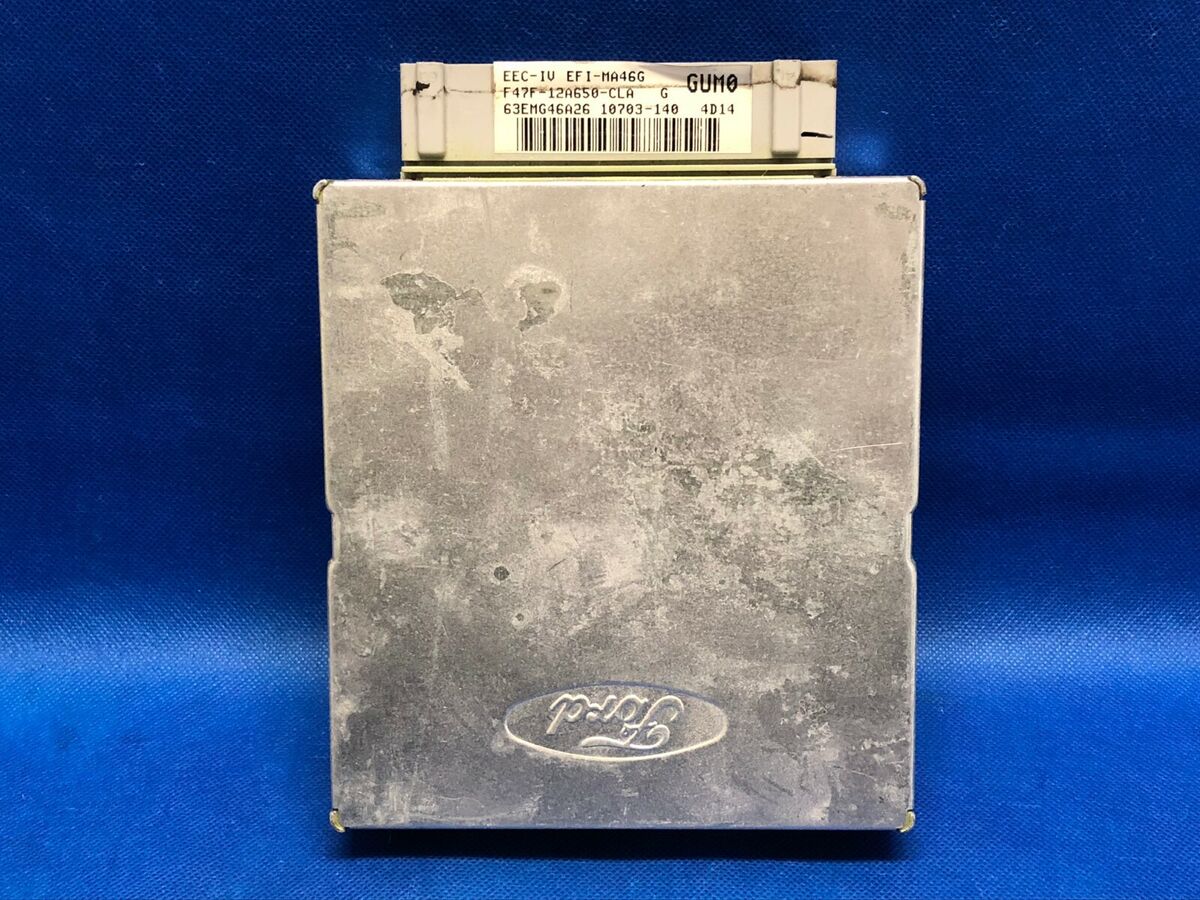 EEC-IV EFI-MA46G
GUM0
F47F-12A650-CLA G
63EMG46A26 10703-140 4D14
Ford